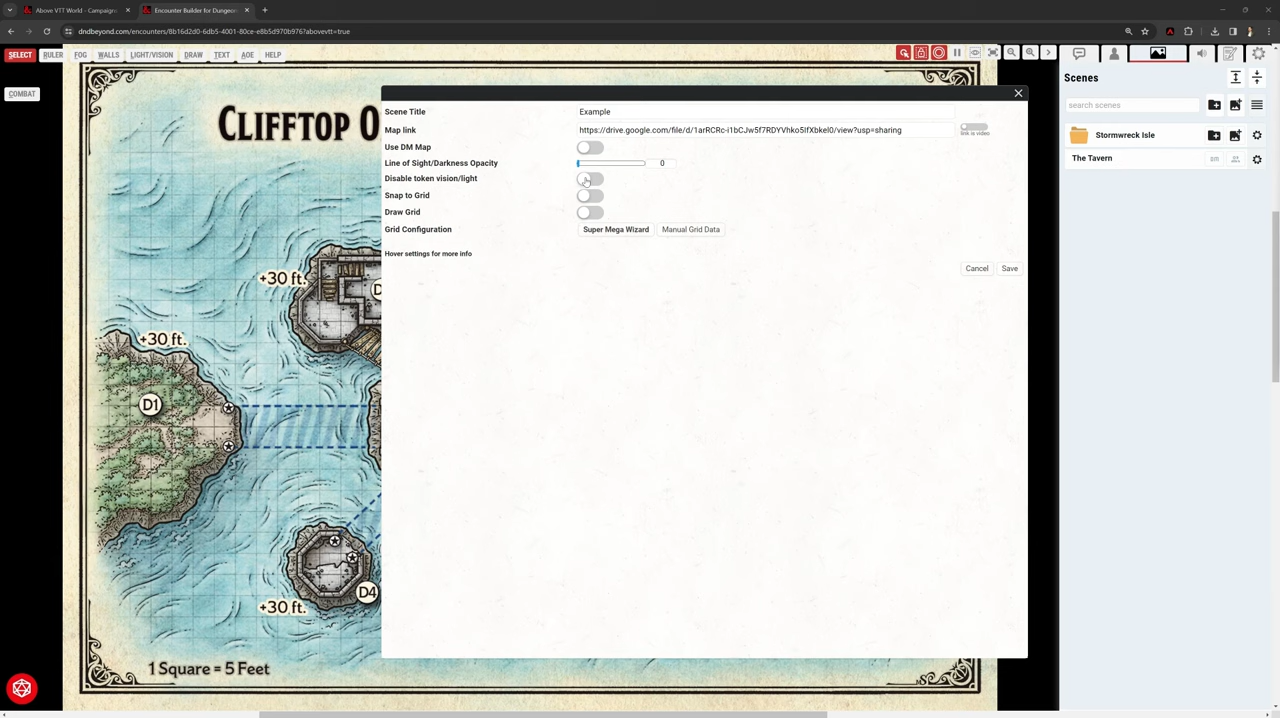 Above VTT World - Campaigns
Encounter Builder for Dungeon
dndbeyond.com/encounters/8b16d2d0-6db5-4001-80ce-e8b5d970b976?abovevtt=true
SELECT RULER FOG WALLS LIGHT/VISION DRAW TEXT AOE HELP
COMBAT
CLIFFTOP O
+30 ft.
+30 ft.
D1
D4
+30 ft.
1 Square = 5 Feet
Scene Title Example
Map link https://drive.google.com/file/d/1arRCRc-i1bCJw5f7RDYVhko5IfXbkel0/view?usp=sharing
link is video
Use DM Map
Line of Sight/Darkness Opacity 0
Disable token vision/light
Snap to Grid
Draw Grid
Grid Configuration Super Mega Wizard Manual Grid Data
Hover settings for more info
Cancel Save
Scenes
search scenes
Stormwreck Isle
The Tavern